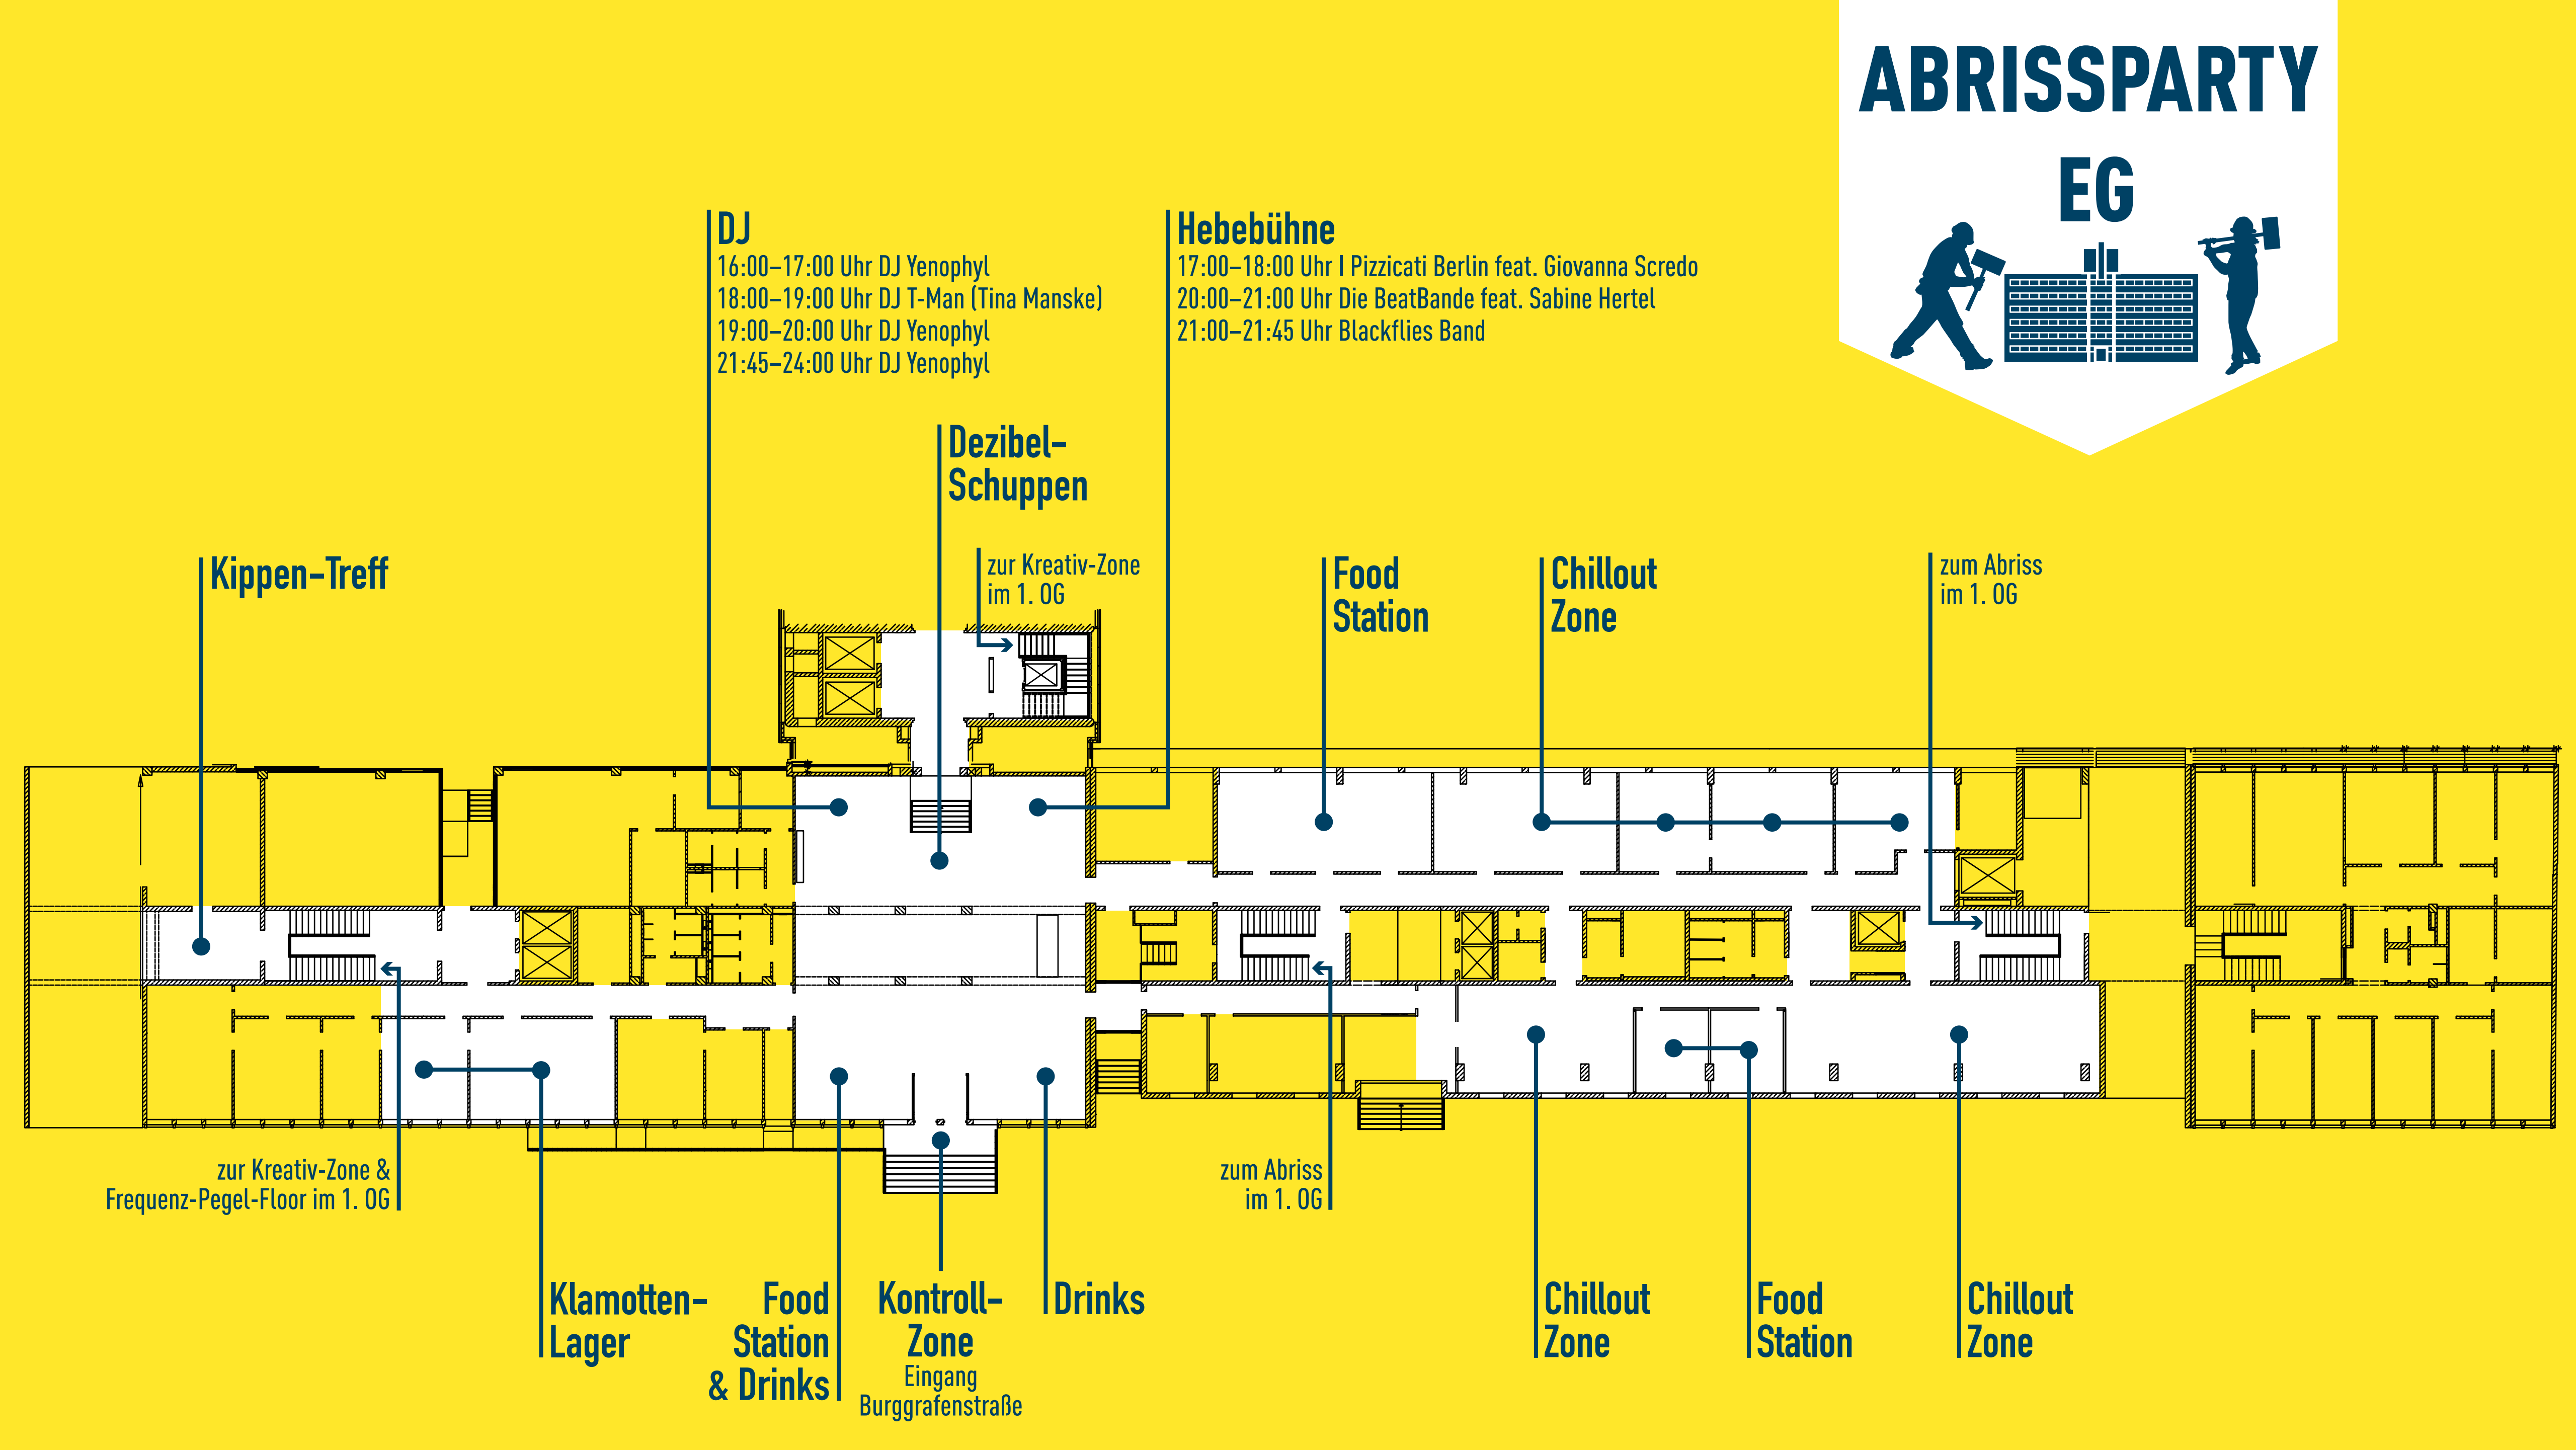 ABRISSPARTY
EG
DJ
16:00–17:00 Uhr DJ Yenophyl
18:00–19:00 Uhr DJ T-Man (Tina Manske)
19:00–20:00 Uhr DJ Yenophyl
21:45–24:00 Uhr DJ Yenophyl
Hebebühne
17:00–18:00 Uhr I Pizzicati Berlin feat. Giovanna Scredo
20:00–21:00 Uhr Die BeatBande feat. Sabine Hertel
21:00–21:45 Uhr Blackflies Band
Dezibel-
Schuppen
Kippen-Treff
zur Kreativ-Zone
im 1. OG
Food
Station
Chillout
Zone
zum Abriss
im 1. OG
zur Kreativ-Zone &
Frequenz-Pegel-Floor im 1. OG
zum Abriss
im 1. OG
Klamotten-
Lager
Food
Station
& Drinks
Kontroll-
Zone
Eingang
Burggrafenstraße
Drinks
Chillout
Zone
Food
Station
Chillout
Zone